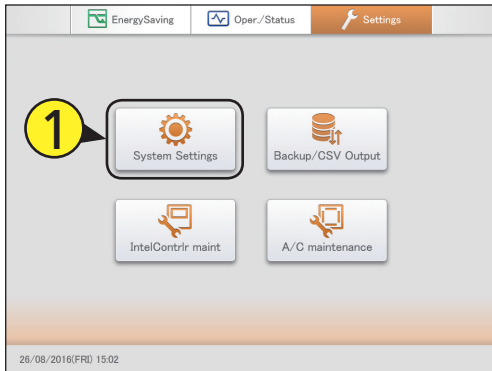 EnergySaving
Oper./Status
Settings
1
System Settings
Backup/CSV Output
IntelContrlr maint
A/C maintenance
26/08/2016(FRI) 15:02